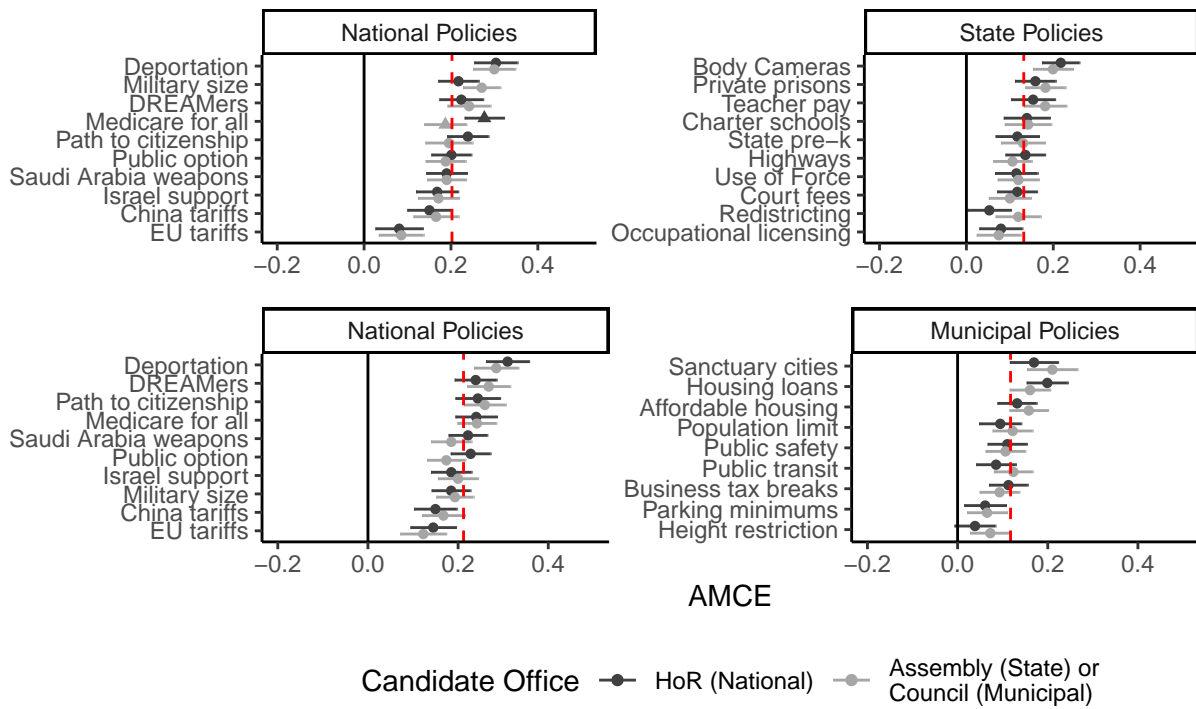 National Policies
Deportation
Military size
DREAMers
Medicare for all
Path to citizenship
Public option
Saudi Arabia weapons
Israel support
China tariffs
EU tariffs
−0.2 0.0 0.2 0.4
State Policies
Body Cameras
Private prisons
Teacher pay
Charter schools
State pre−k
Highways
Use of Force
Court fees
Redistricting
Occupational licensing
−0.2 0.0 0.2 0.4
National Policies
Deportation
DREAMers
Path to citizenship
Medicare for all
Saudi Arabia weapons
Public option
Israel support
Military size
China tariffs
EU tariffs
−0.2 0.0 0.2 0.4
Municipal Policies
Sanctuary cities
Housing loans
Affordable housing
Population limit
Public safety
Public transit
Business tax breaks
Parking minimums
Height restriction
−0.2 0.0 0.2 0.4
AMCE
Candidate Office
HoR (National)
Assembly (State) or
Council (Municipal)